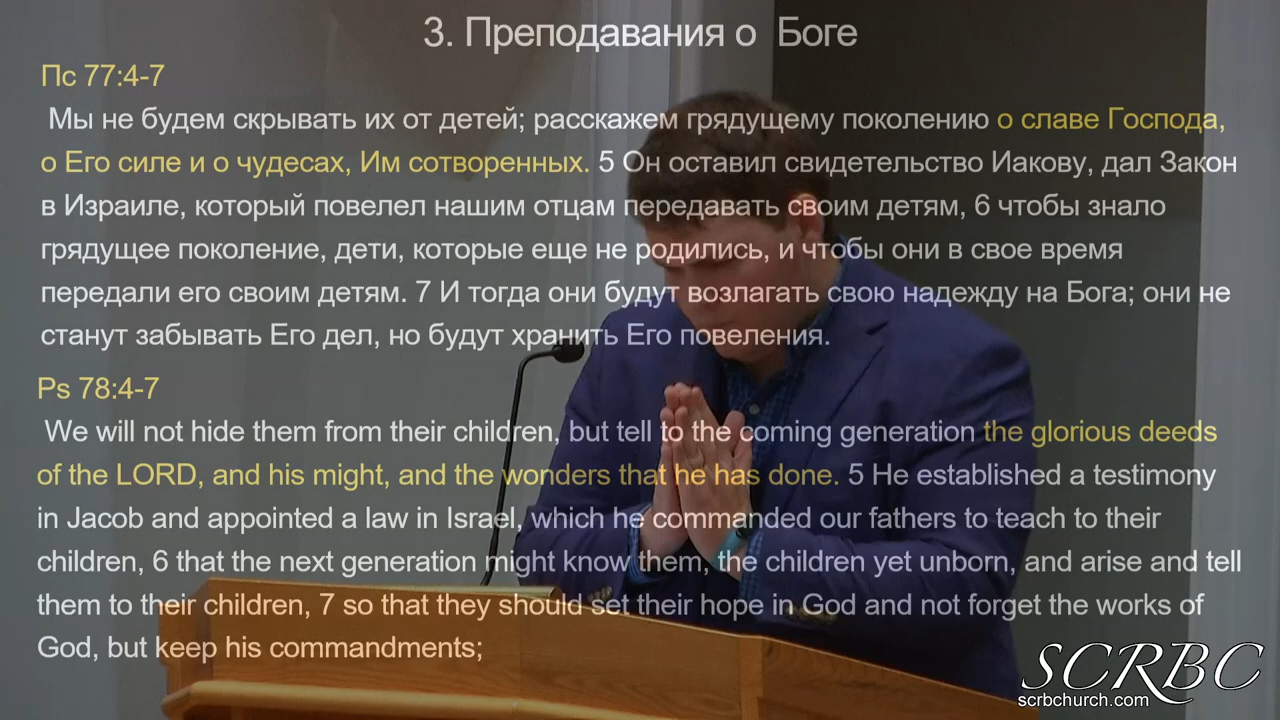 3. Преподавания о Боге
Пс 77:4-7
Мы не будем скрывать их от детей; расскажем грядущему поколению о славе Господа,
о Его силе и о чудесах, Им сотворенных. 5 Он оставил свидетельство Иакову, дал Закон
в Израиле, который повелел нашим отцам передавать своим детям, 6 чтобы знало
грядущее поколение, дети, которые еще не родились, и чтобы они в свое время
передали его своим детям. 7 И тогда они будут возлагать свою надежду на Бога; они не
станут забывать Его дел, но будут хранить Его повеления.
Ps 78:4-7
We will not hide them from their children, but tell to the coming generation the glorious deeds
of the LORD, and his might, and the wonders that he has done. 5 He established a testimony
in Jacob and appointed a law in Israel, which he commanded our fathers to teach to their
children, 6 that the next generation might know them, the children yet unborn, and arise and tell
them to their children, 7 so that they should set their hope in God and not forget the works of
God, but keep his commandments;
SCRBC
scrbchurch.com